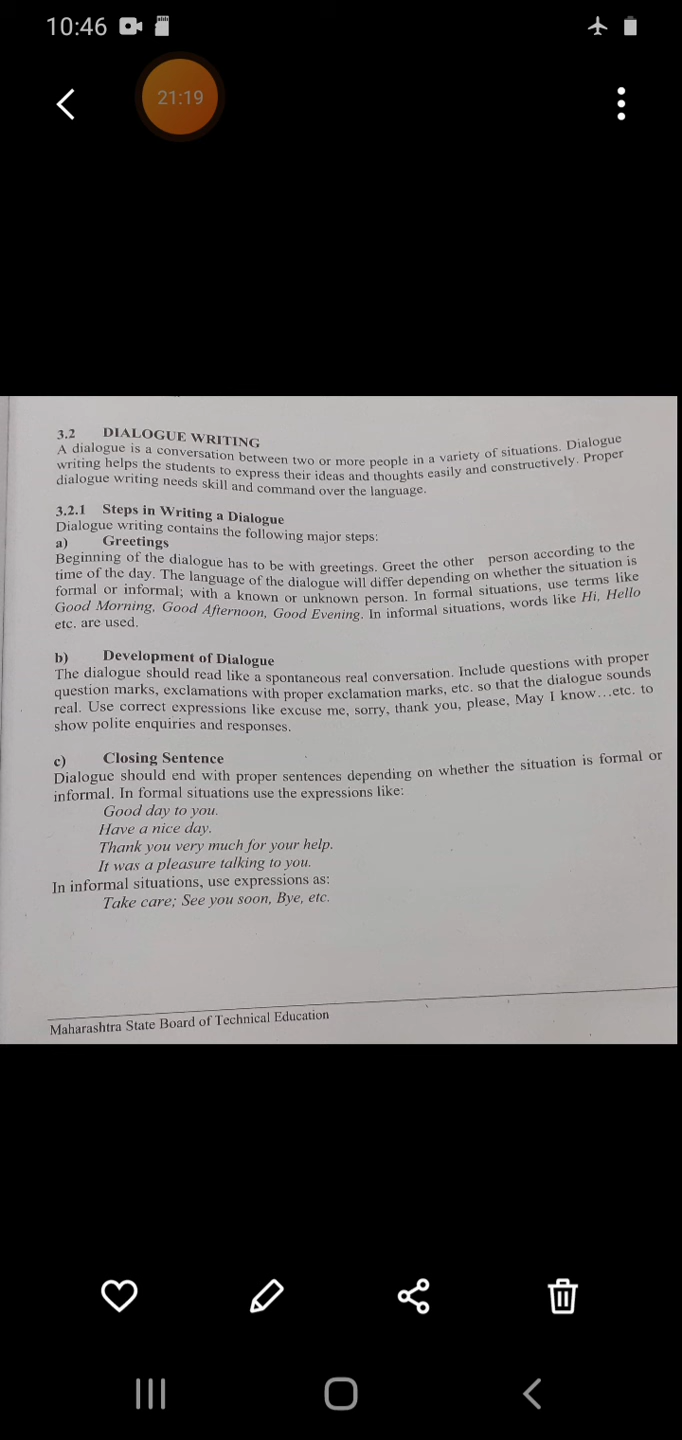 10:46
21:19
3.2 DIALOGUE WRITING
A dialogue is a conversation between two or more people in a variety of situations. Dialogue
writing helps the students to express their ideas and thoughts easily and constructively. Proper
dialogue writing needs skill and command over the language.
3.2.1 Steps in Writing a Dialogue
Dialogue writing contains the following major steps:
a) Greetings
Beginning of the dialogue has to be with greetings. Greet the other person according to the
time of the day. The language of the dialogue will differ depending on whether the situation is
formal or informal; with a known or unknown person. In formal situations, use terms like
Good Morning, Good Afternoon, Good Evening. In informal situations, words like Hi, Hello
etc. are used.
b) Development of Dialogue
The dialogue should read like a spontaneous real conversation. Include questions with proper
question marks, exclamations with proper exclamation marks, etc. so that the dialogue sounds
real. Use correct expressions like excuse me, sorry, thank you, please, May I know...etc. to
show polite enquiries and responses.
c) Closing Sentence
Dialogue should end with proper sentences depending on whether the situation is formal or
informal. In formal situations use the expressions like:
Good day to you.
Have a nice day.
Thank you very much for your help.
It was a pleasure talking to you.
In informal situations, use expressions as:
Take care; See you soon, Bye, etc.
Maharashtra State Board of Technical Education